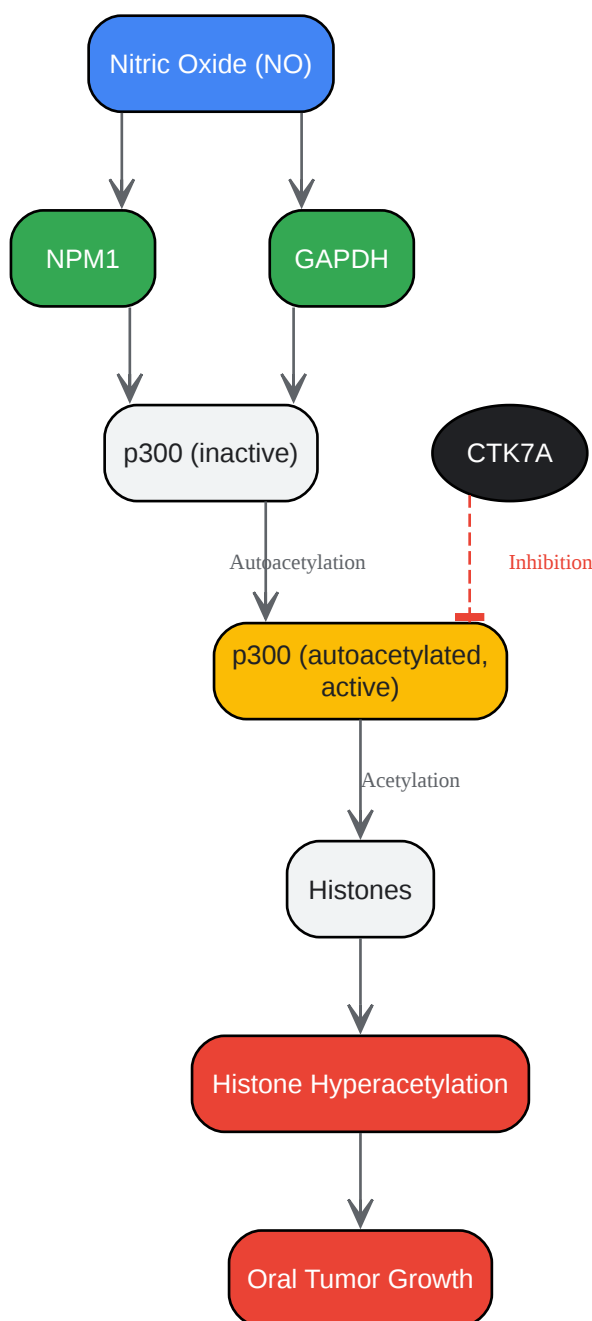 Nitric Oxide (NO)
NPM1
GAPDH
p300 (inactive)
CTK7A
Autoacetylation
Inhibition
p300 (autoacetylated,
active)
Acetylation
Histones
Histone Hyperacetylation
Oral Tumor Growth